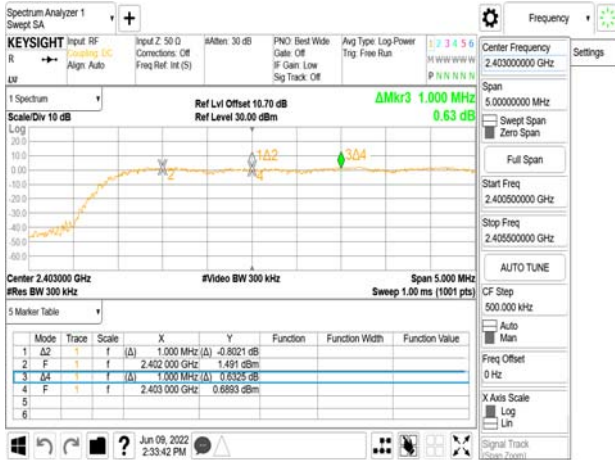 Spectrum Analyzer 1
Swept SA
+
Frequency
KEYSIGHT
R
Input: RF
Coupling: DC
Align: Auto
Input Z: 50 Ω
Corrections: Off
Freq Ref: Int (S)
#Atten: 30 dB
PNO: Best Wide
Gate: Off
IF Gain: Low
Sig Track: Off
Avg Type: Log-Power
Trig: Free Run
1 2 3 4 5 6
M W W W W W
P N N N N N
1 Spectrum
Scale/Div 10 dB
Ref Lvl Offset 10.70 dB
Ref Level 30.00 dBm
ΔMkr3 1.000 MHz
0.63 dB
Log
20.0
10.0
0.00
-10.0
-20.0
-30.0
-40.0
-50.0
-60.0
2
1Δ2
4
3Δ4
Center 2.403000 GHz
#Res BW 300 kHz
#Video BW 300 kHz
Span 5.000 MHz
Sweep 1.00 ms (1001 pts)
5 Marker Table
Mode Trace Scale X Y Function Function Width Function Value
1 Δ2 1 f (Δ) 1.000 MHz (Δ) -0.8021 dB
2 F 1 f 2.402 000 GHz 1.491 dBm
3 Δ4 1 f (Δ) 1.000 MHz (Δ) 0.6325 dB
4 F 1 f 2.403 000 GHz 0.6893 dBm
5
6
Jun 09, 2022
2:33:42 PM
Center Frequency
2.403000000 GHz
Settings
Span
5.00000000 MHz
Swept Span
Zero Span
Full Span
Start Freq
2.400500000 GHz
Stop Freq
2.405500000 GHz
AUTO TUNE
CF Step
500.000 kHz
Auto
Man
Freq Offset
0 Hz
X Axis Scale
Log
Lin
Signal Track
(Span Zoom)